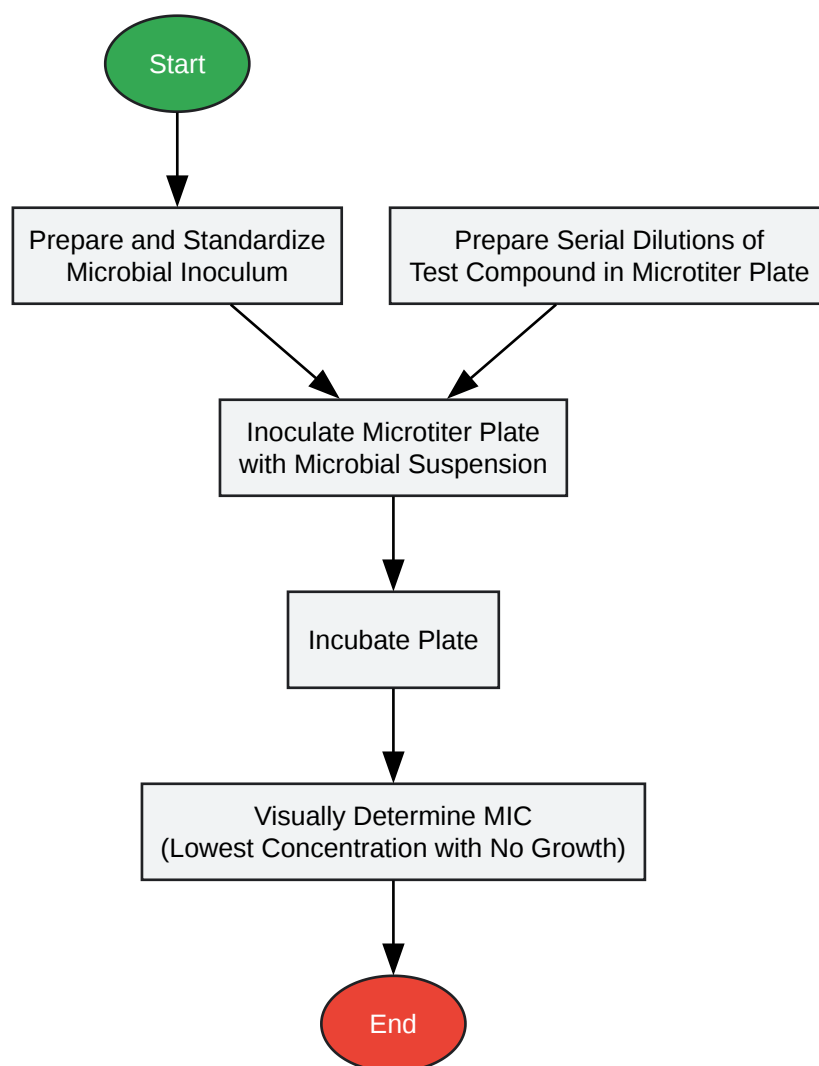 Start
Prepare and Standardize
Microbial Inoculum
Prepare Serial Dilutions of
Test Compound in Microtiter Plate
Inoculate Microtiter Plate
with Microbial Suspension
Incubate Plate
Visually Determine MIC
(Lowest Concentration with No Growth)
End